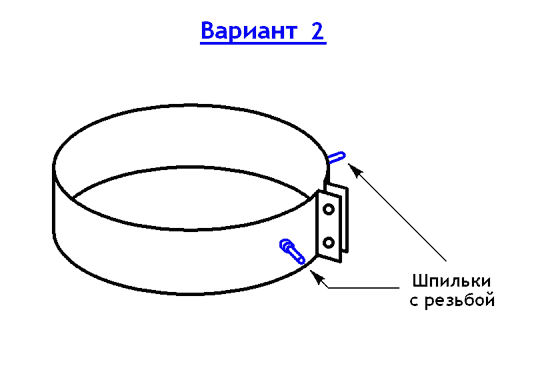 Вариант 2
Шпильки
с резьбой